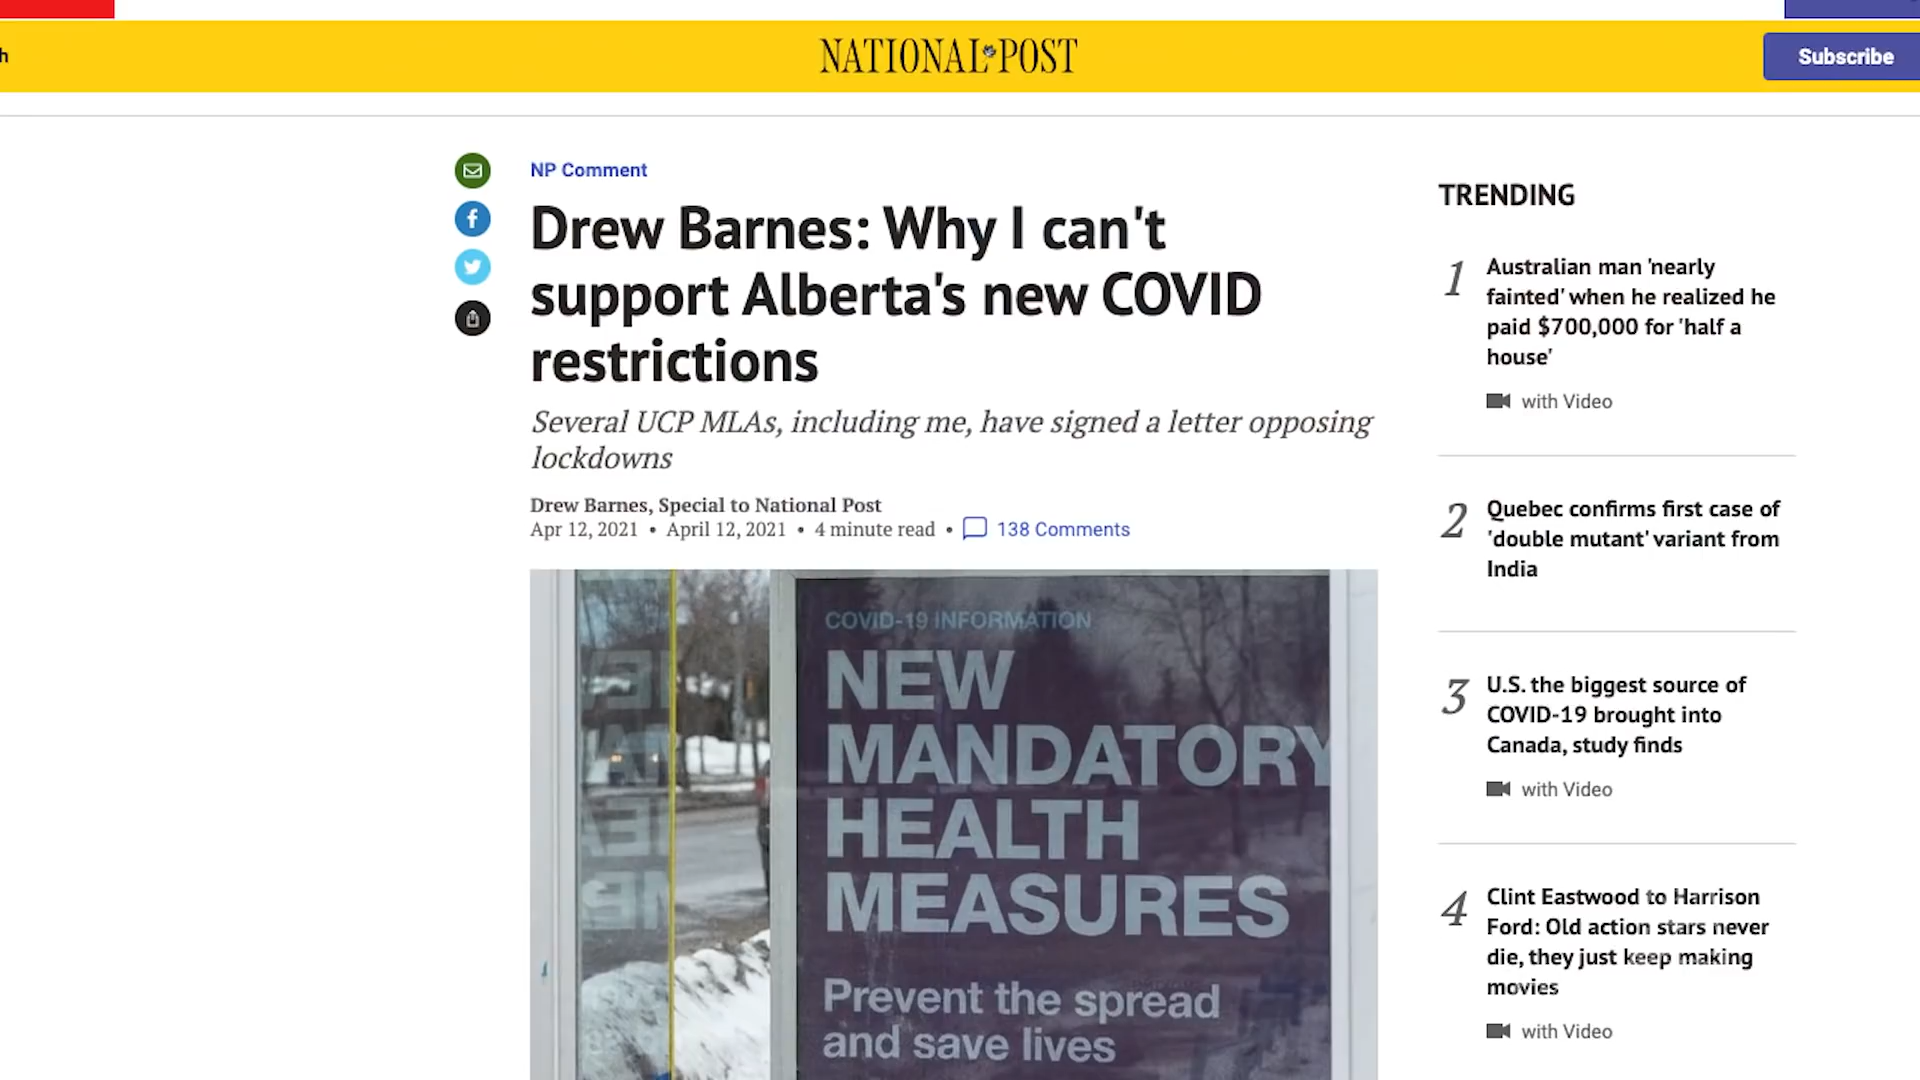 h
NATIONAL POST
Subscribe
NP Comment
Drew Barnes: Why I can't
support Alberta's new COVID
restrictions
Several UCP MLAs, including me, have signed a letter opposing
lockdowns
Drew Barnes, Special to National Post
Apr 12, 2021 • April 12, 2021 • 4 minute read • 138 Comments
COVID-19 INFORMATION
NEW
MANDATORY
HEALTH
MEASURES
Prevent the spread
and save lives
TRENDING
1 Australian man 'nearly
fainted' when he realized he
paid $700,000 for 'half a
house'
with Video
2 Quebec confirms first case of
'double mutant' variant from
India
3 U.S. the biggest source of
COVID-19 brought into
Canada, study finds
with Video
4 Clint Eastwood to Harrison
Ford: Old action stars never
die, they just keep making
movies
with Video